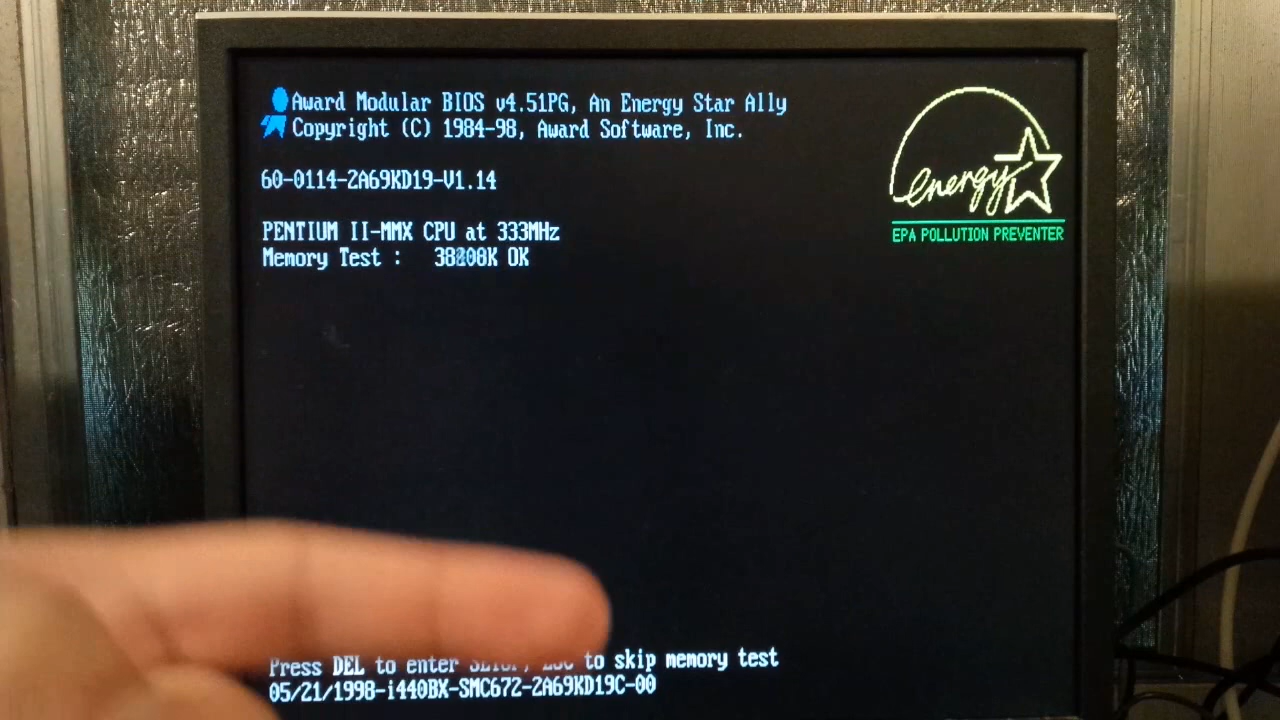 Award Modular BIOS v4.51PG, An Energy Star Ally
Copyright (C) 1984-98, Award Software, Inc.
energy
EPA POLLUTION PREVENTER
60-0114-2A69KD19-V1.14
PENTIUM II-MMX CPU at 333MHz
Memory Test : OK
Press DEL to enter to skip memory test
05/21/1998-i440BX-SMC672-2A69KD19C-00